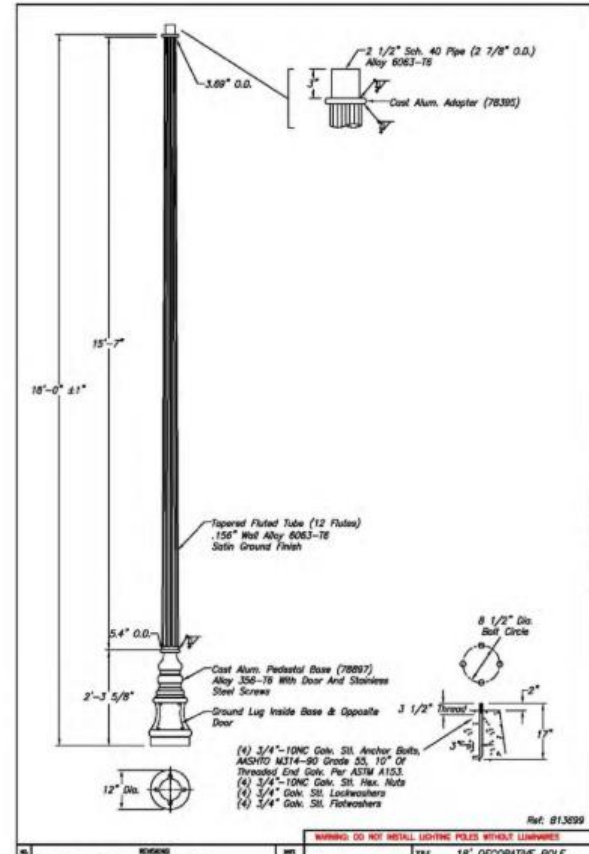 2 1/2" Sch. 40 Pipe (2 7/8" O.D.)
Alloy 6063-T6
3.69" O.D.
3"
Cast Alum. Adapter (78395)
15'-7"
18'-0" ±1"
Tapered Fluted Tube (12 Flutes)
.156" Wall Alloy 6063-T6
Satin Ground Finish
5.4" O.D.
8 1/2" Dia.
Bolt Circle
Cast Alum. Pedestal Base (78697)
Alloy 356-T6 With Door And Stainless
Steel Screws
2'-3 5/8"
2"
3 1/2" Thread
Ground Lug Inside Base & Opposite
Door
17"
3"
(4) 3/4"-10NC Galv. Stl. Anchor Bolts,
AASHTO M314-90 Grade 55, 10" Of
Threaded End Galv. Per ASTM A153.
(4) 3/4"-10NC Galv. Stl. Hex. Nuts
(4) 3/4" Galv. Stl. Lockwashers
(4) 3/4" Galv. Stl. Flatwashers
12" Dia.
Ref: 813699
WARNING: DO NOT INSTALL LIGHTING POLES WITHOUT LUMINAIRES
REVISIONS
18' DECORATIVE POLE